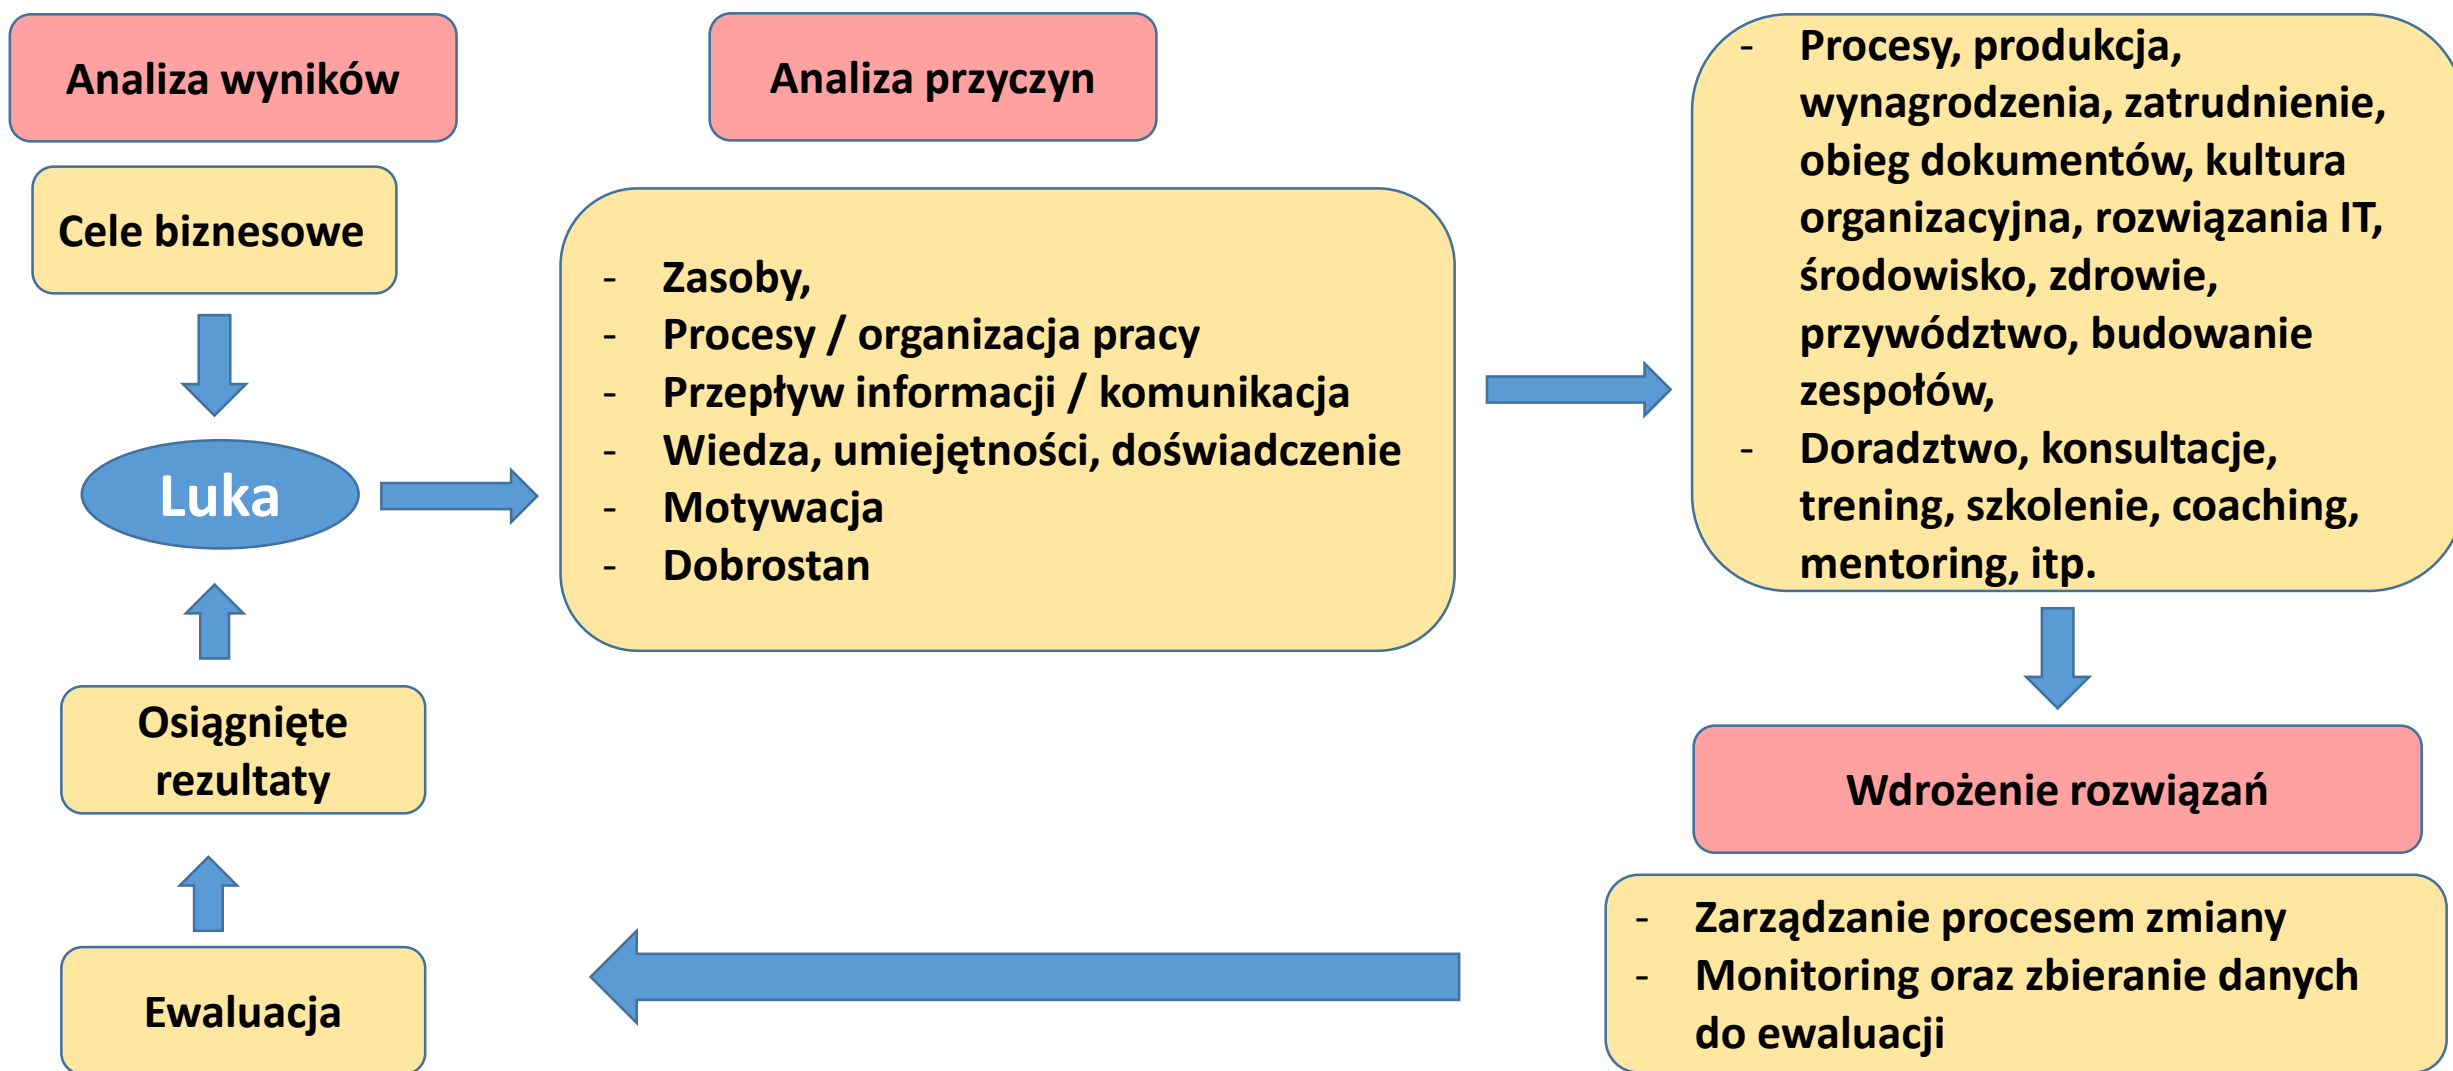 Analiza wyników
Cele biznesowe
Luka
Osiągnięte
rezultaty
Ewaluacja
Analiza przyczyn
- Zasoby,
- Procesy / organizacja pracy
- Przepływ informacji / komunikacja
- Wiedza, umiejętności, doświadczenie
- Motywacja
- Dobrostan
- Procesy, produkcja,
wynagrodzenia, zatrudnienie,
obieg dokumentów, kultura
organizacyjna, rozwiązania IT,
środowisko, zdrowie,
przywództwo, budowanie
zespołów,
- Doradztwo, konsultacje,
trening, szkolenie, coaching,
mentoring, itp.
Wdrożenie rozwiązań
- Zarządzanie procesem zmiany
- Monitoring oraz zbieranie danych
do ewaluacji